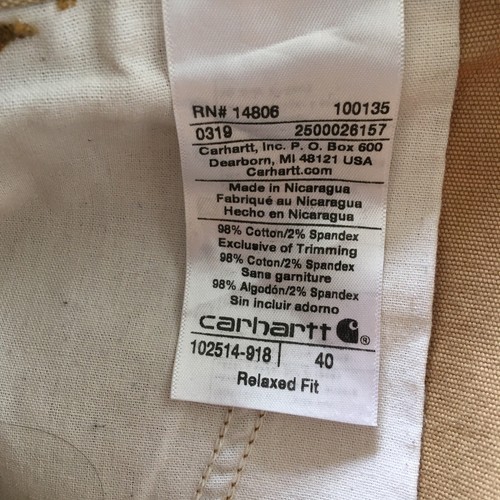 RN# 14806 100135
0319 2500026157
Carhartt, Inc. P. O. Box 600
Dearborn, MI 48121 USA
Carhartt.com
Made in Nicaragua
Fabriqué au Nicaragua
Hecho en Nicaragua
98% Cotton/2% Spandex
Exclusive of Trimming
98% Coton/2% Spandex
Sans garniture
98% Algodón/2% Spandex
Sin incluir adorno
carhartt ®
102514-918 40
Relaxed Fit